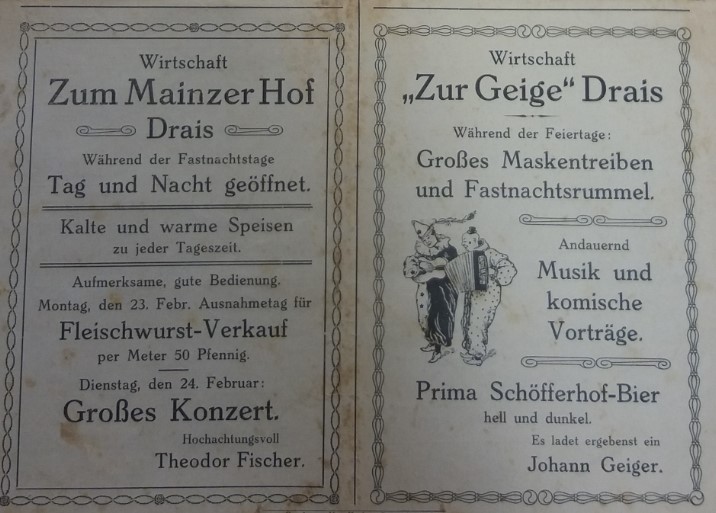 Wirtschaft
Zum Mainzer Hof
Drais
Während der Fastnachtstage
Tag und Nacht geöffnet.
Kalte und warme Speisen
zu jeder Tageszeit.
Aufmerksame, gute Bedienung.
Montag, den 23. Febr. Ausnahmetag für
Fleischwurst-Verkauf
per Meter 50 Pfennig.
Dienstag, den 24. Februar:
Großes Konzert.
Hochachtungsvoll
Theodor Fischer.
Wirtschaft
„Zur Geige“ Drais
Während der Feiertage:
Großes Maskentreiben
und Fastnachtsrummel.
Andauernd
Musik und
komische
Vorträge.
Prima Schöfferhof-Bier
hell und dunkel.
Es ladet ergebenst ein
Johann Geiger.